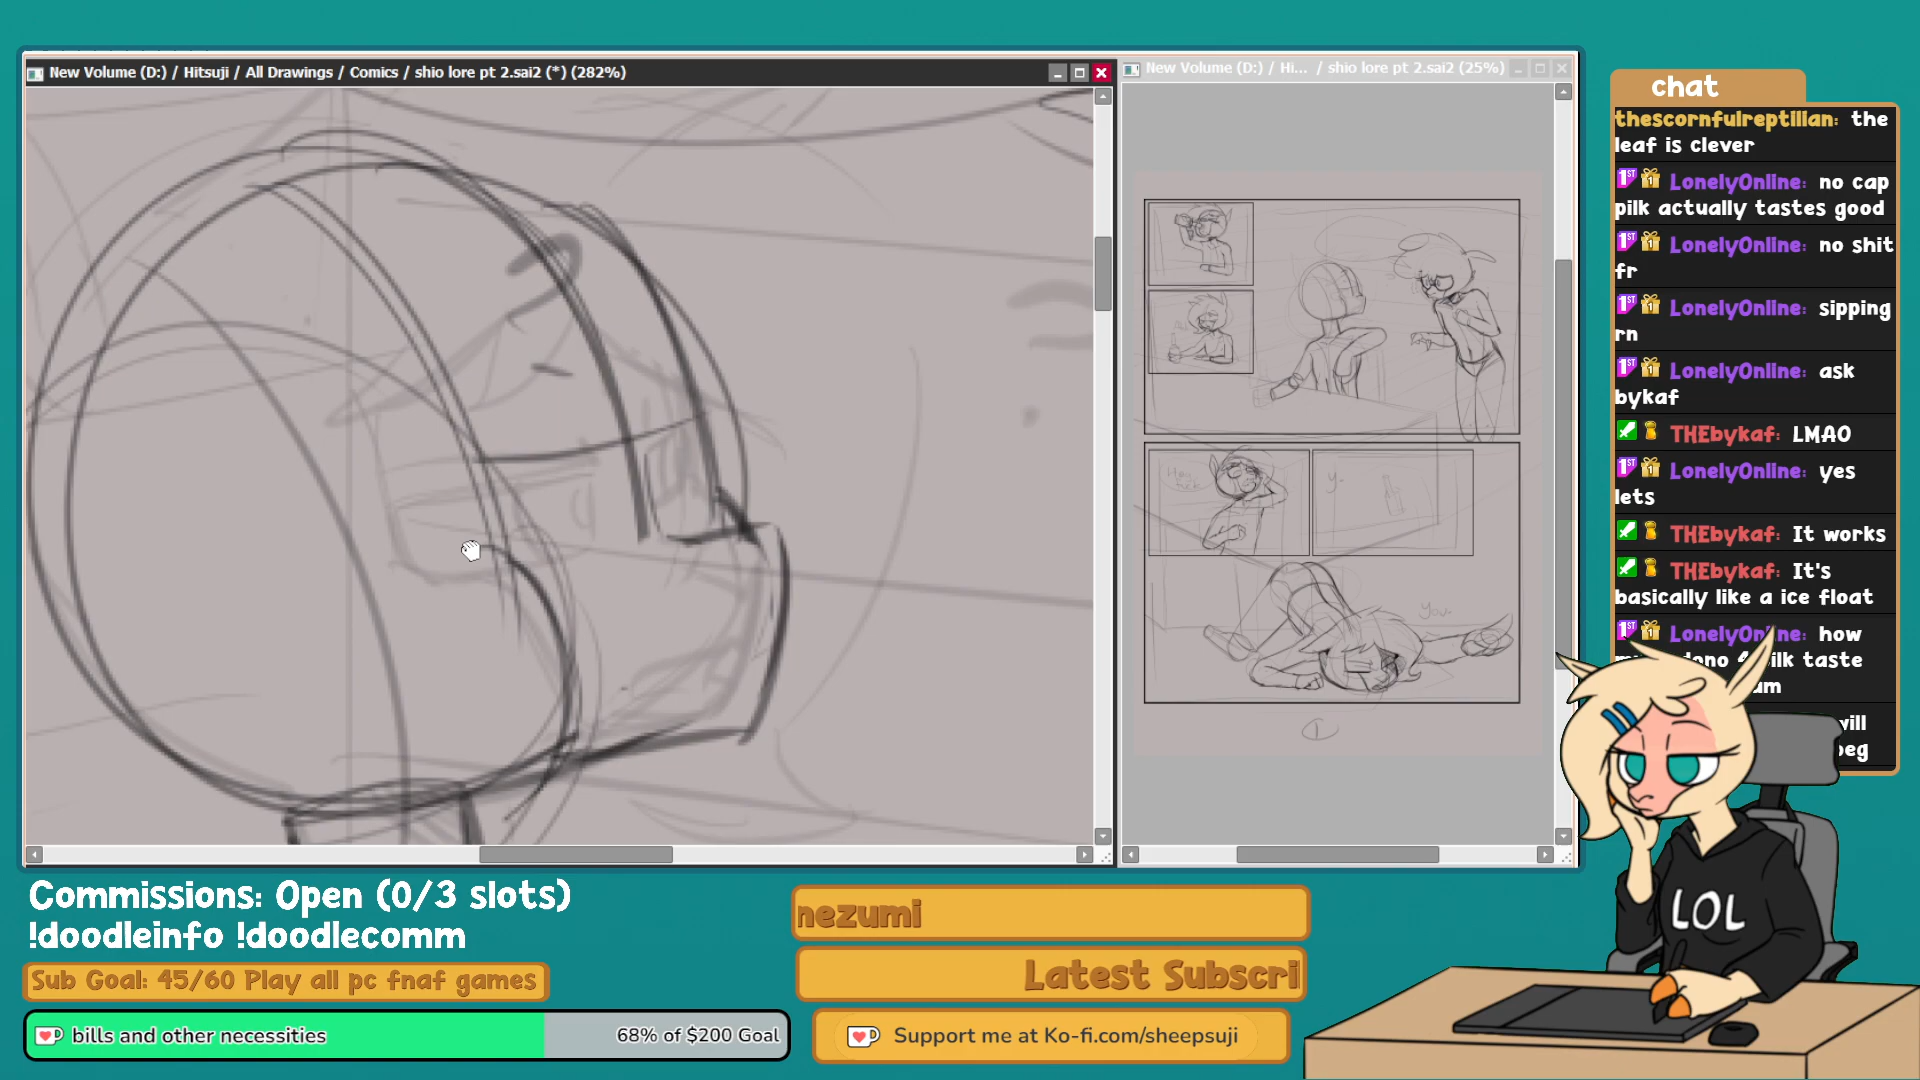 New Volume (D:) / Hitsuji / All Drawings / Comics / shio lore pt 2.sai2 (*) (282%)
New Volume (D:) / Hi... / shio lore pt 2.sai2 (25%)
chat
thescornfulreptilian: the
leaf is clever
LonelyOnline: no cap
pilk actually tastes good
LonelyOnline: no shit
fr
LonelyOnline: sipping
rn
LonelyOnline: ask
bykaf
THEbykaf: LMAO
LonelyOnline: yes
lets
THEbykaf: It works
THEbykaf: It's
basically like a ice float
LonelyOnline: how
taste
will
LOL
you.
1
Commissions: Open (0/3 slots)
!doodleinfo !doodlecomm
Sub Goal: 45/60 Play all pc fnaf games
bills and other necessities
68% of $200 Goal
nezumi
Latest Subscri
Support me at Ko-fi.com/sheepsuji